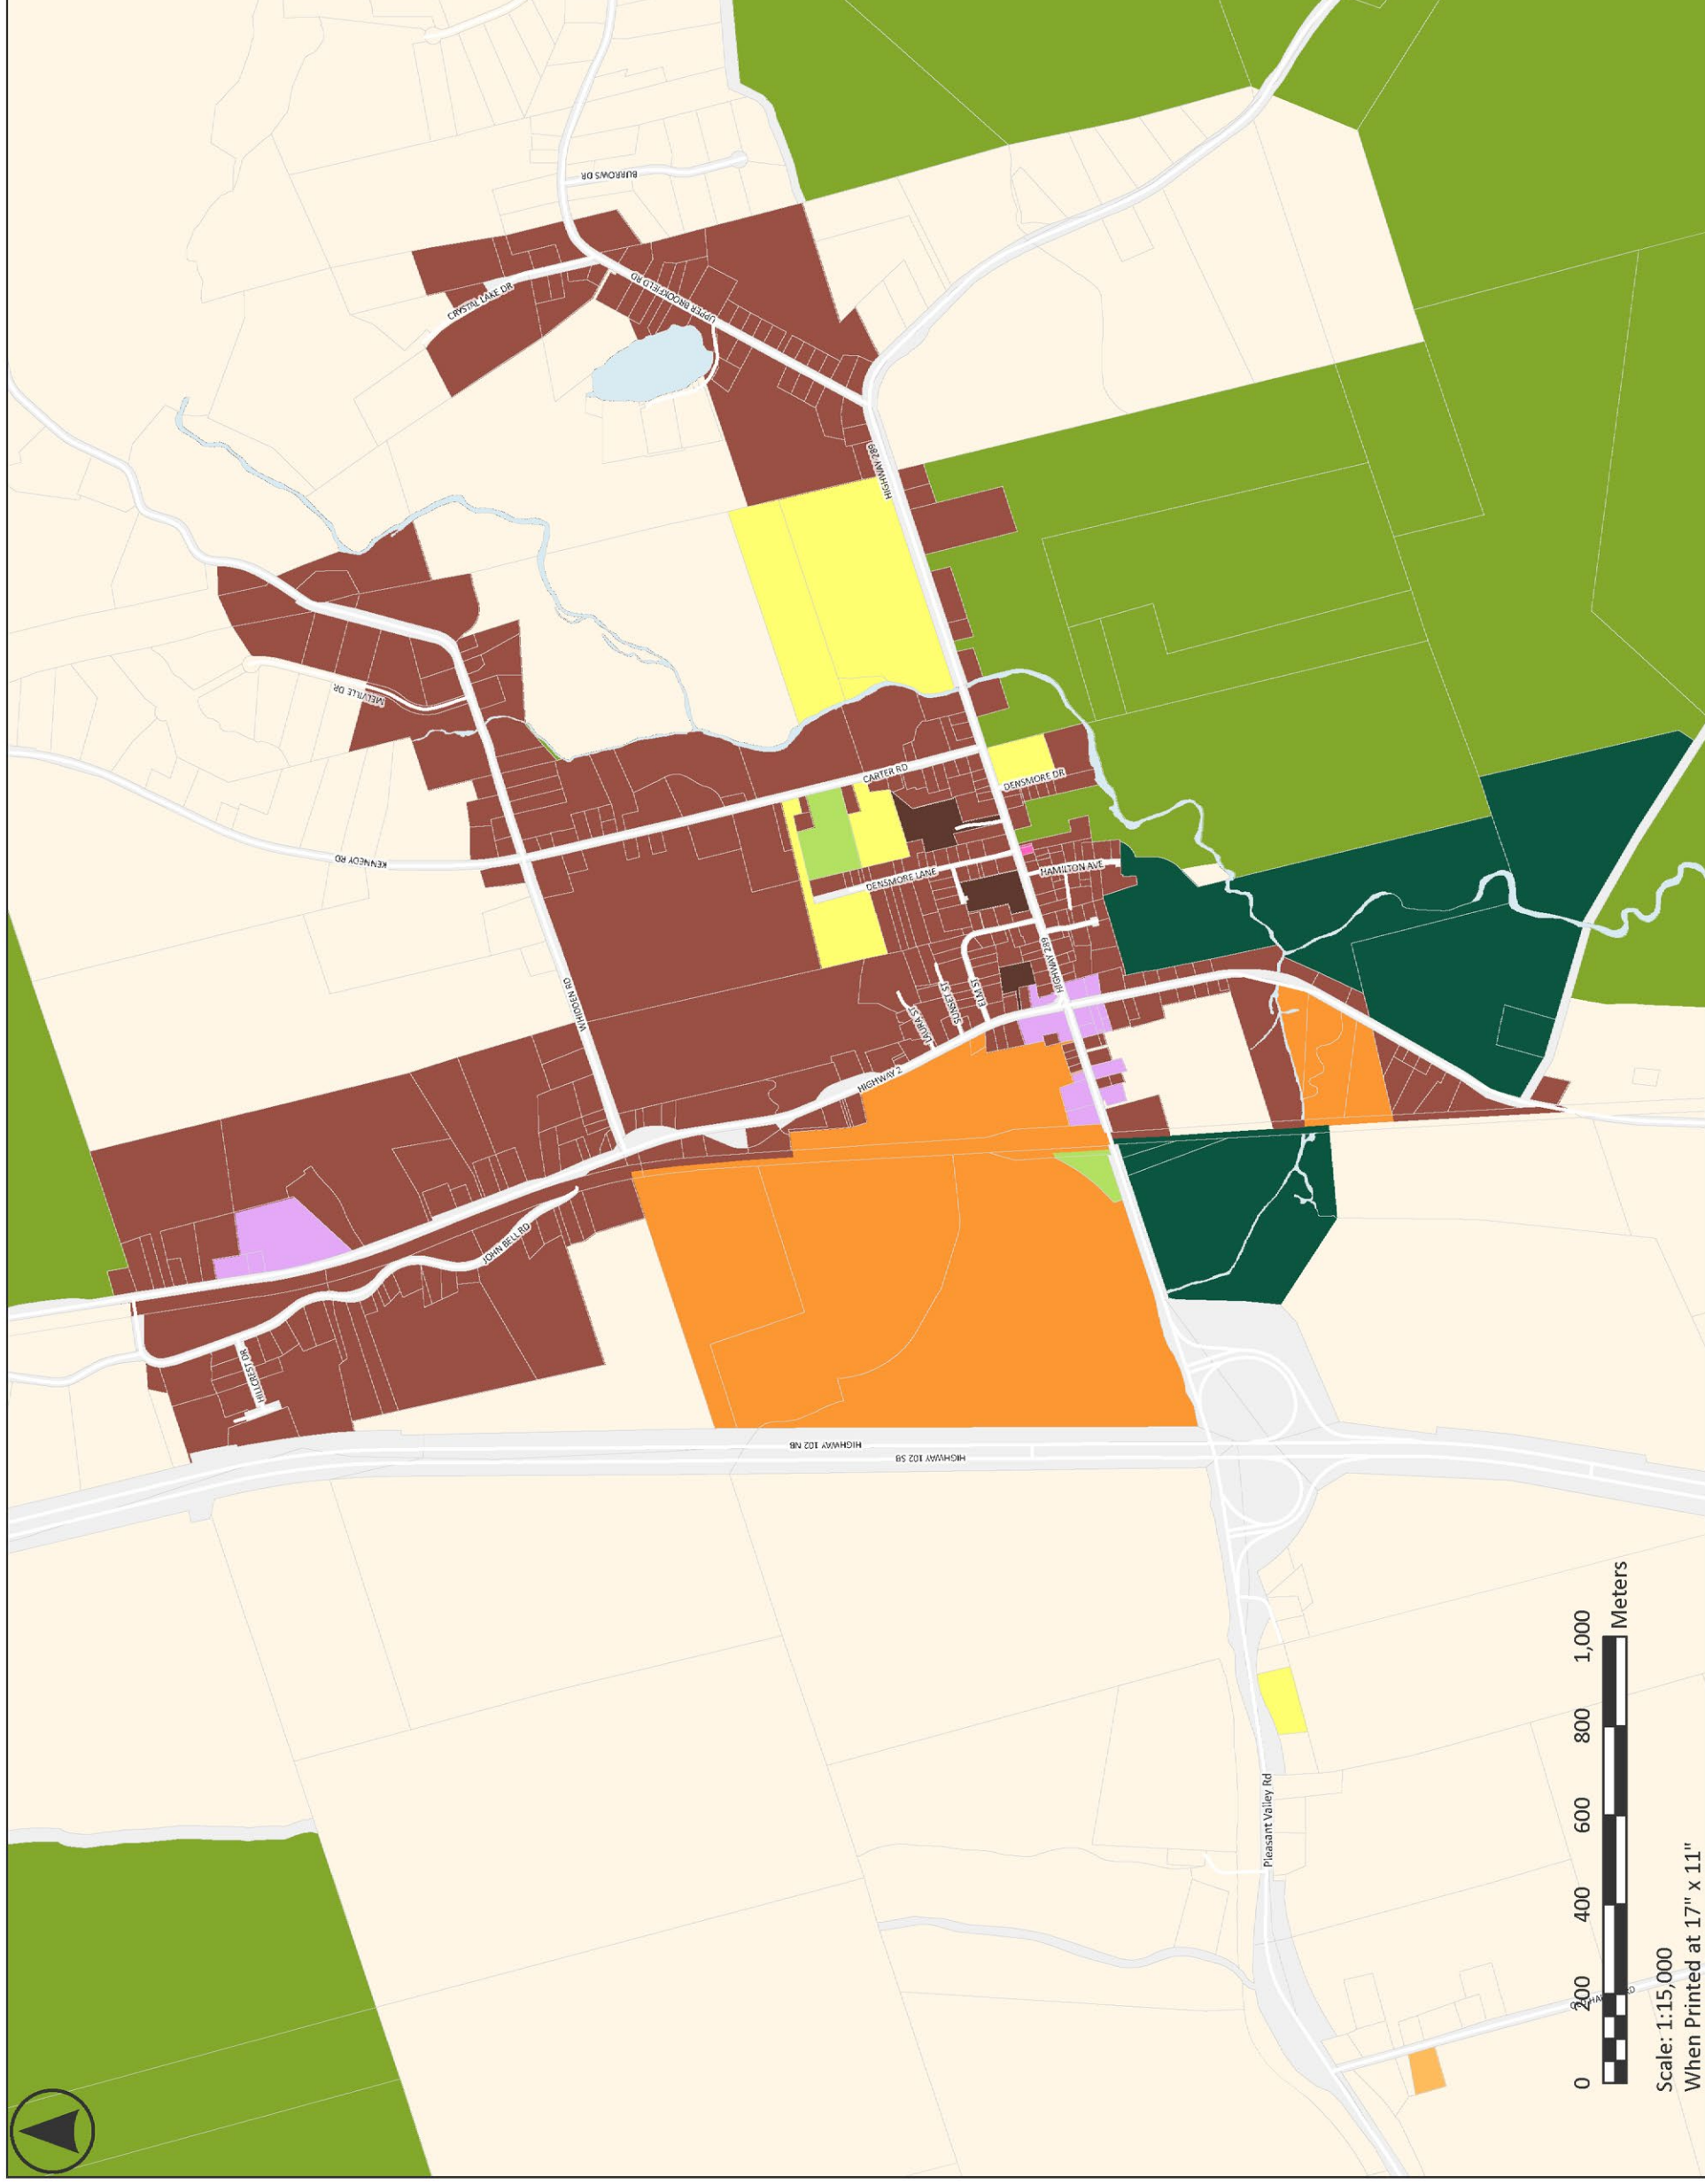 BURROWS DR
CRYSTAL LAKE DR
UPPER BROOKFIELD RD
HIGHWAY 289
MELVILLE DR
CARTER RD
DENSMORE DR
KENNEDY RD
DENSMORE LANE
HAMILTON AVE
HIGHWAY 289
ELM ST
SUNSET ST
LAURA ST
WHIDDEN RD
HIGHWAY 2
JOHN BELL RD
HILLCREST DR
HIGHWAY 102 NB
HIGHWAY 102 SB
Pleasant Valley Rd
0 200 400 600 800 1,000
Meters
Scale: 1:15,000
When Printed at 17" x 11"